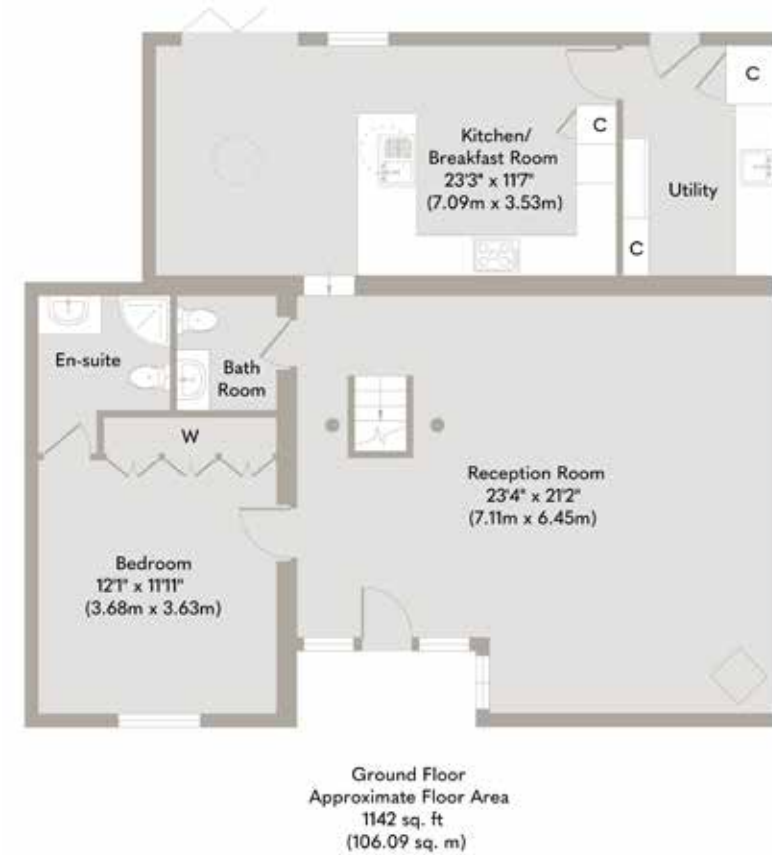 C
Kitchen/
Breakfast Room
23'3" x 11'7"
(7.09m x 3.53m)
C
Utility
C
En-suite
Bath
Room
W
Reception Room
23'4" x 21'2"
(7.11m x 6.45m)
Bedroom
12'1" x 11'11"
(3.68m x 3.63m)
Ground Floor
Approximate Floor Area
1142 sq. ft
(106.09 sq. m)